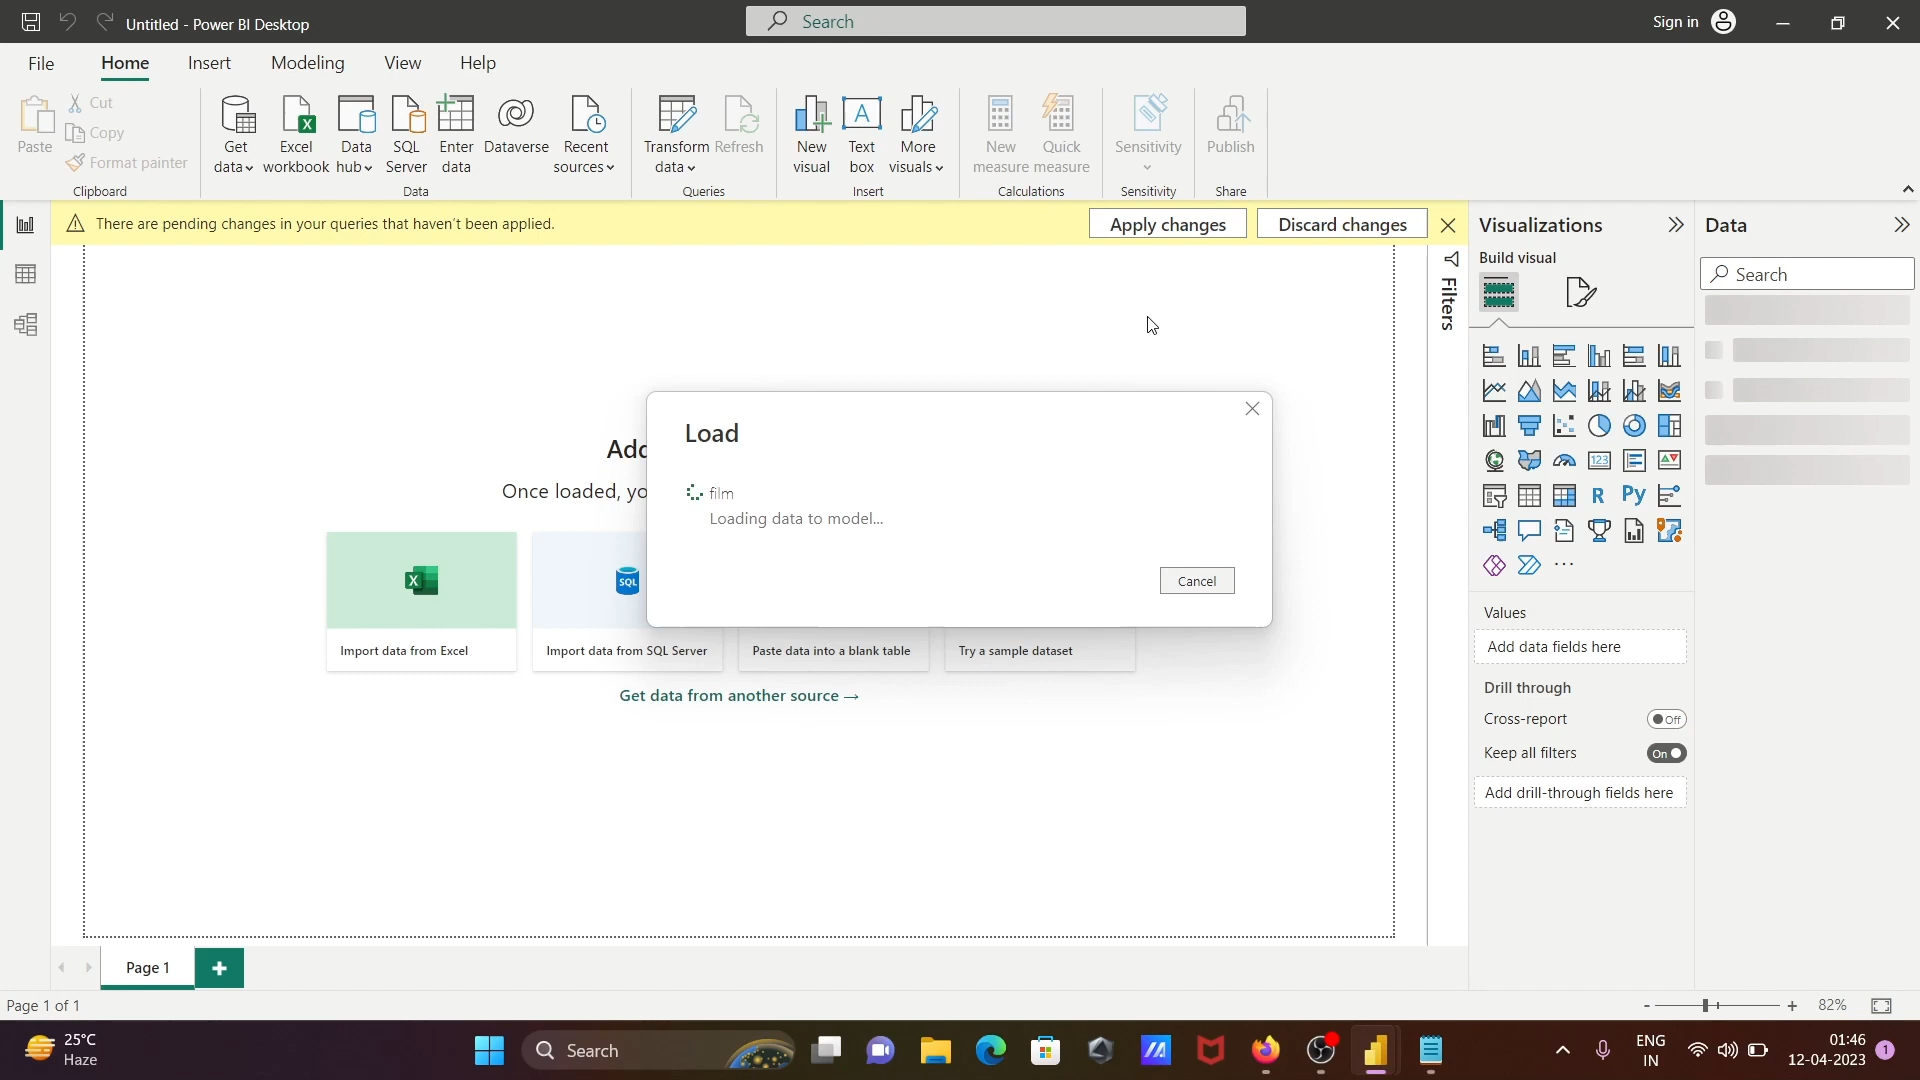 Untitled - Power BI Desktop
Search
Sign in
File
Home
Insert
Modeling
View
Help
Paste
Cut
Copy
Format painter
Clipboard
Get data
Excel workbook
Data hub
SQL Server
Enter data
Dataverse
Recent sources
Data
Transform data
Refresh
Queries
New visual
Text box
More visuals
Insert
New measure
Quick measure
Calculations
Sensitivity
Sensitivity
Publish
Share
There are pending changes in your queries that haven't been applied.
Apply changes
Discard changes
Filters
Load
film
Loading data to model...
Cancel
Add
Once loaded, yo
SQL
Import data from Excel
Import data from SQL Server
Paste data into a blank table
Try a sample dataset
Get data from another source →
Visualizations
Build visual
123
R
Py
...
Values
Add data fields here
Drill through
Cross-report
Off
Keep all filters
On
Add drill-through fields here
Data
Search
Page 1
Page 1 of 1
- + 82%
25°C
Haze
Search
ENG
IN
01:46
12-04-2023
1